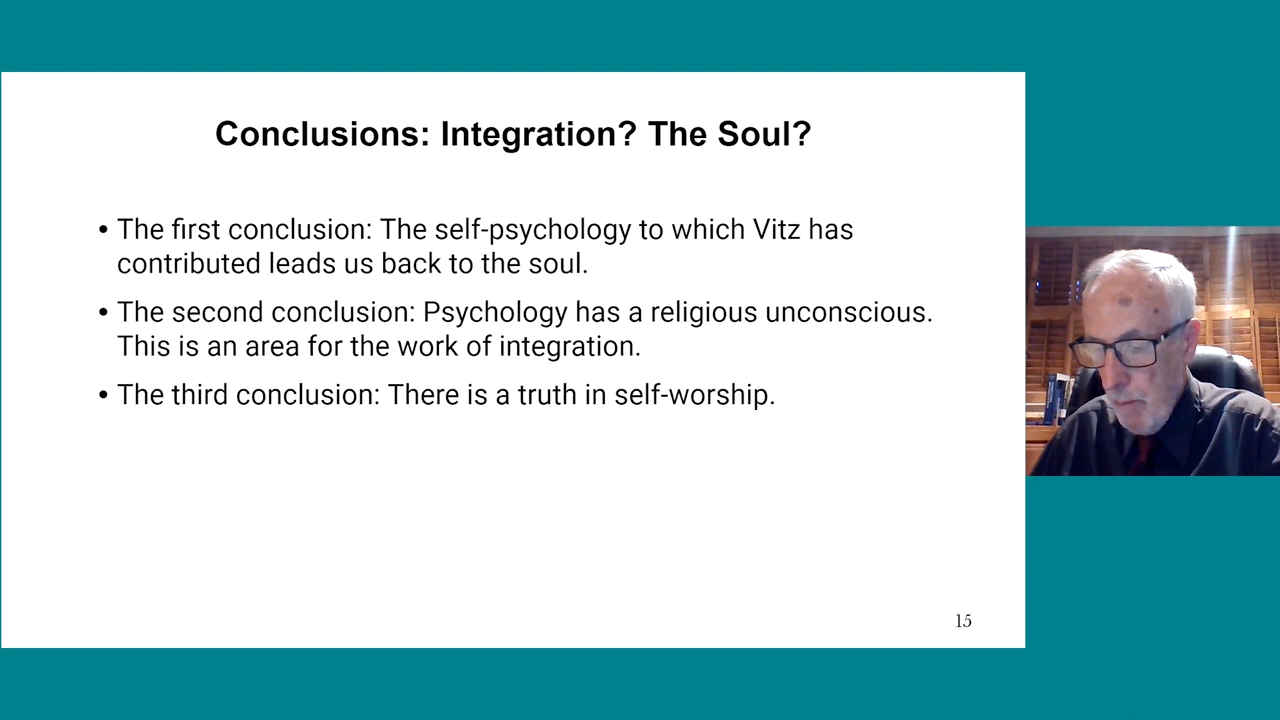 Conclusions: Integration? The Soul?
• The first conclusion: The self-psychology to which Vitz has
contributed leads us back to the soul.
• The second conclusion: Psychology has a religious unconscious.
This is an area for the work of integration.
• The third conclusion: There is a truth in self-worship.
15